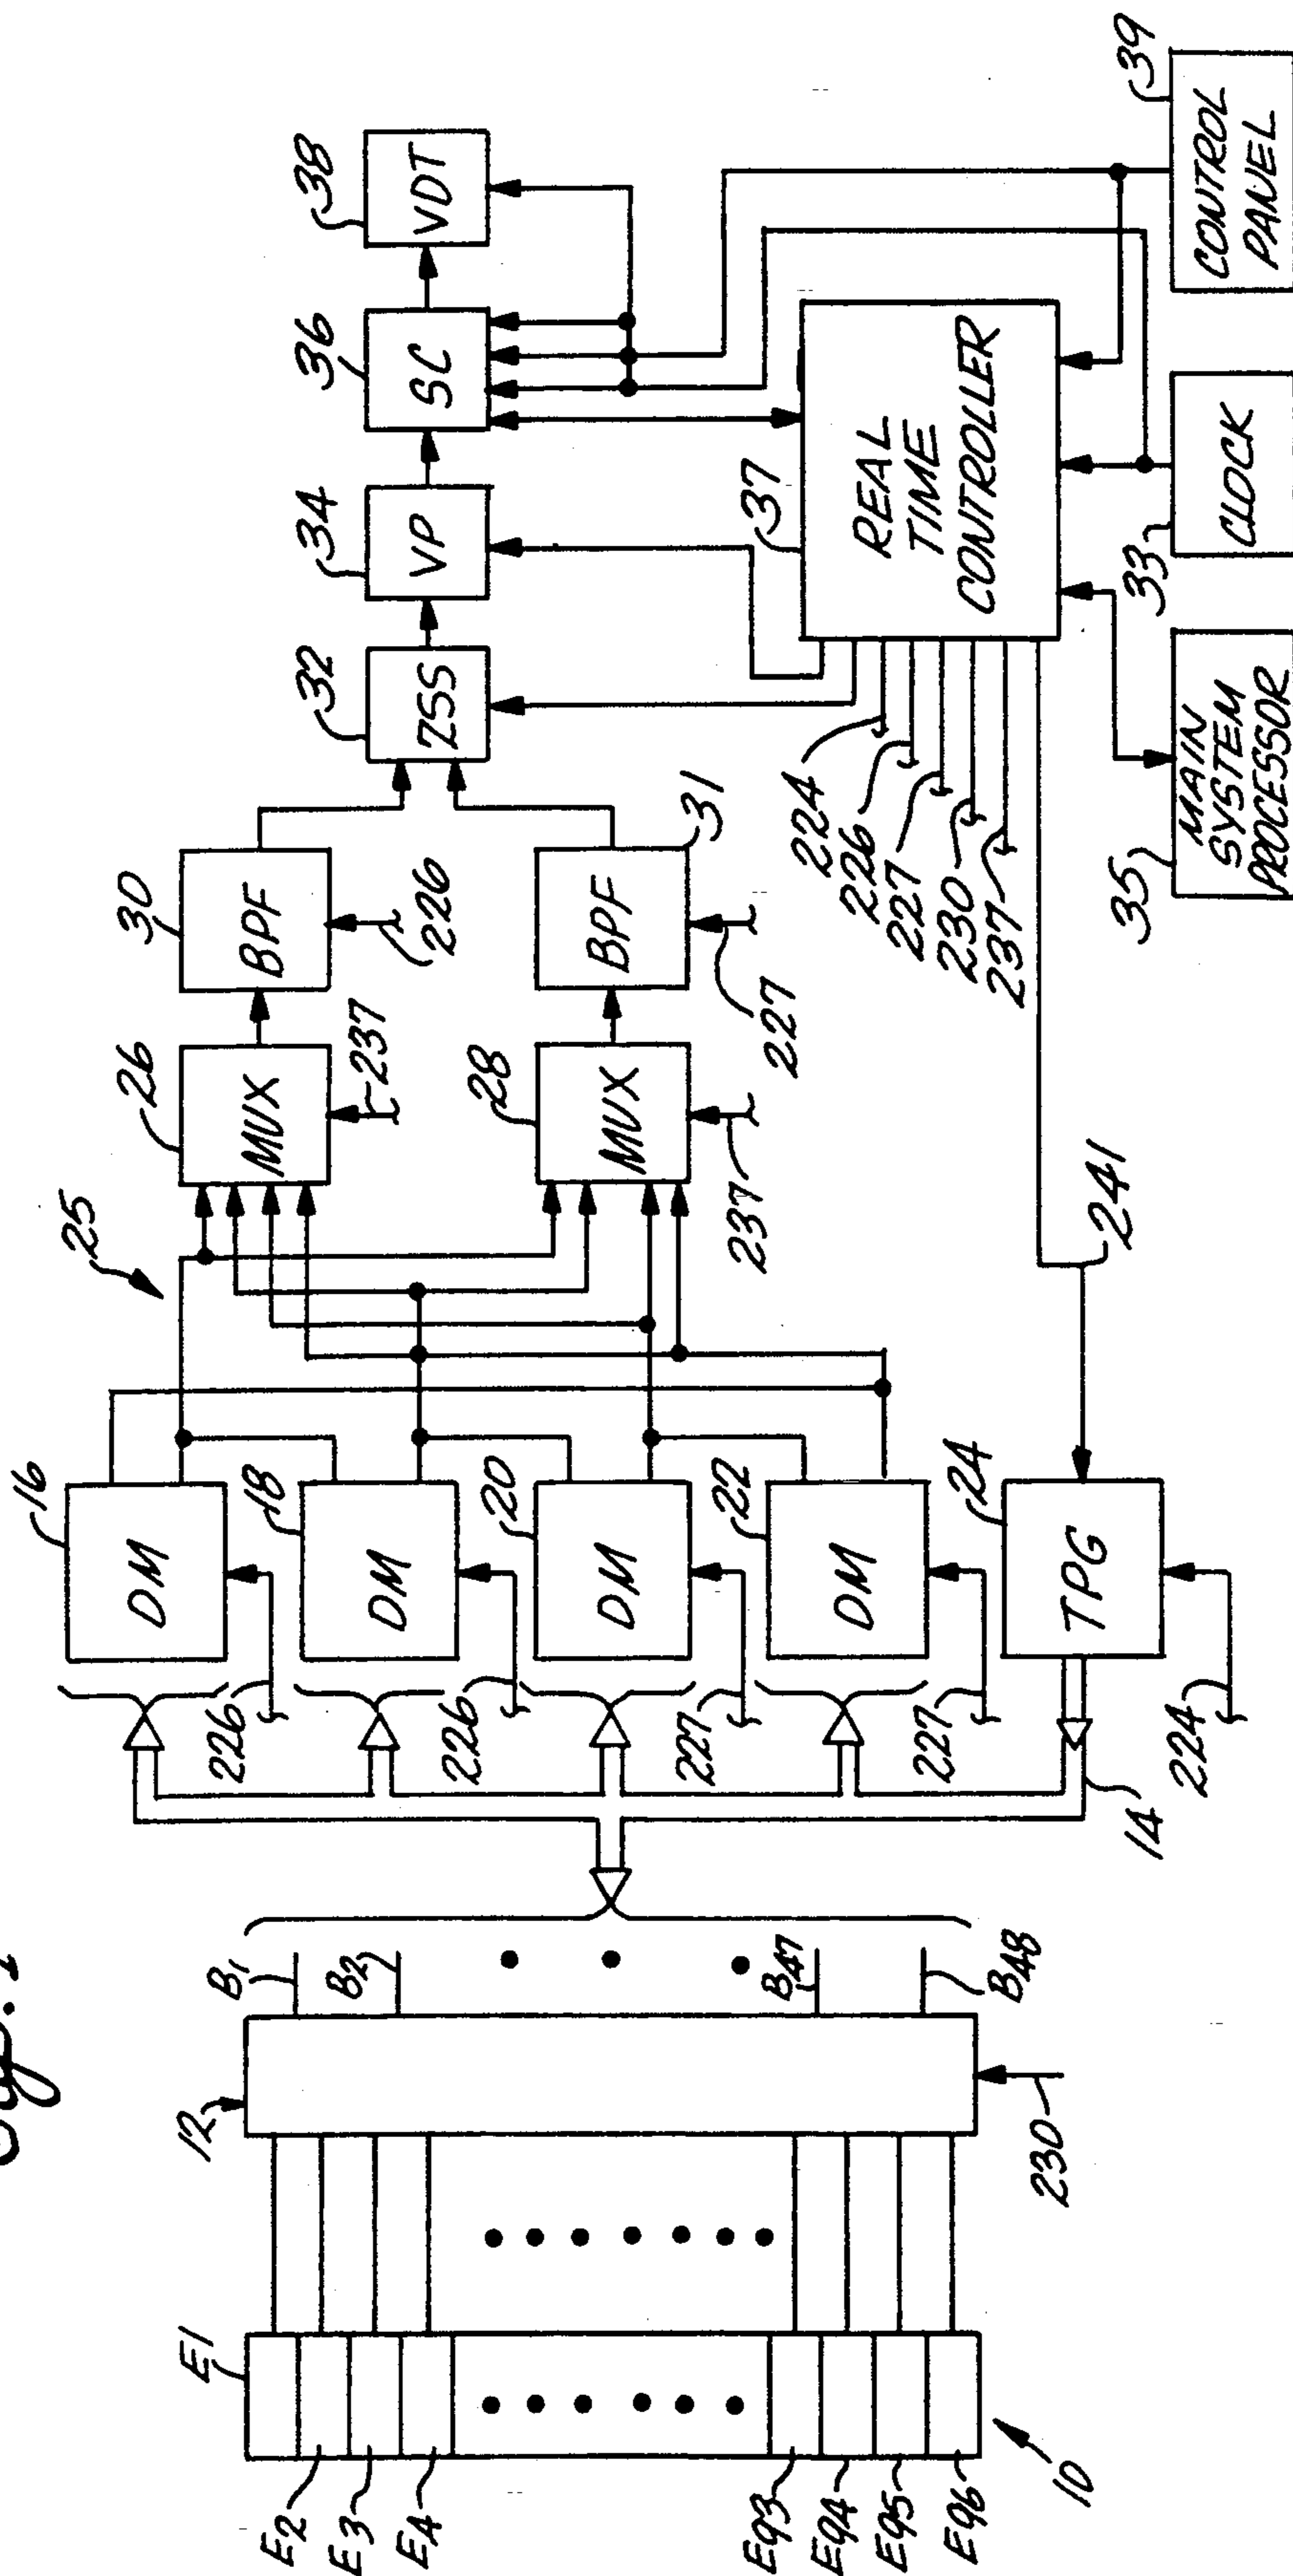 Fig. 1
E1
E2
E3
E4
E93
E94
E95
E96
10
12
230
B1
B2
B47
B48
14
16
DM
226
18
DM
226
20
DM
227
22
DM
227
24
TPG
224
241
25
26
MUX
237
28
MUX
237
30
BPF
226
31
BPF
227
32
ZSS
34
VP
36
SC
38
VDT
37
REAL
TIME
CONTROLLER
224
226
227
230
237
35
MAIN
SYSTEM
PROCESSOR
33
CLOCK
39
CONTROL
PANEL